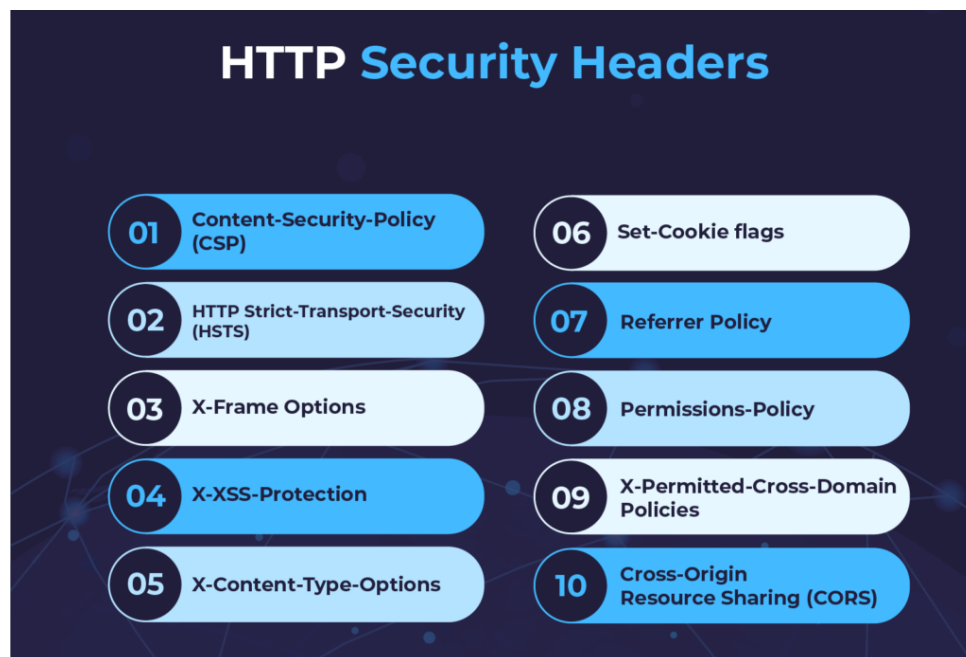 HTTP Security Headers
01
Content-Security-Policy
(CSP)
02
HTTP Strict-Transport-Security
(HSTS)
03
X-Frame Options
04
X-XSS-Protection
05
X-Content-Type-Options
06
Set-Cookie flags
07
Referrer Policy
08
Permissions-Policy
09
X-Permitted-Cross-Domain
Policies
10
Cross-Origin
Resource Sharing (CORS)